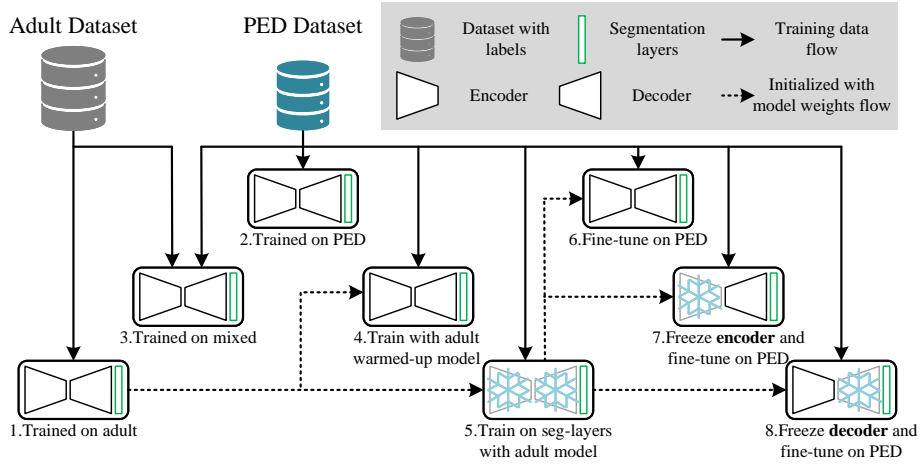 Adult Dataset
PED Dataset
Dataset with
labels
Segmentation
layers
Training data
flow
Encoder
Decoder
Initialized with
model weights flow
2.Trained on PED
6.Fine-tune on PED
3.Trained on mixed
4.Train with adult
warmed-up model
7.Freeze encoder and
fine-tune on PED
1.Trained on adult
5.Train on seg-layers
with adult model
8.Freeze decoder and
fine-tune on PED